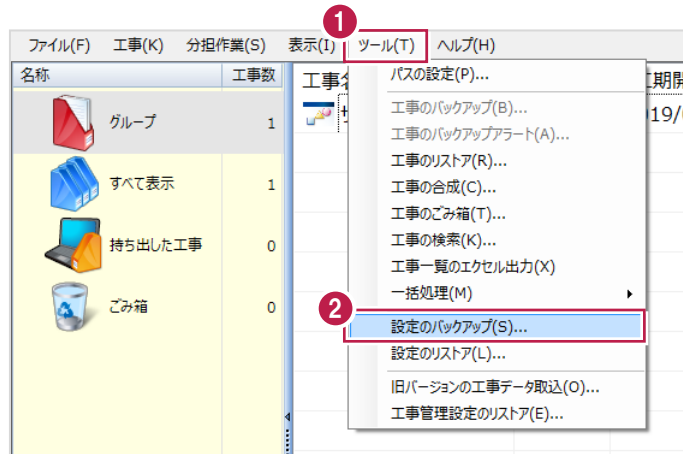 1
ファイル(F) 工事(K) 分担作業(S) 表示(I) ツール(T) ヘルプ(H)
名称 工事数
グループ 1
すべて表示 1
持ち出した工事 0
ごみ箱 0
工事
期
19/
パスの設定(P)...
工事のバックアップ(B)...
工事のバックアップアラート(A)...
工事のリストア(R)...
工事の合成(C)...
工事のごみ箱(T)...
工事の検索(K)...
工事一覧のエクセル出力(X)
一括処理(M)
2
設定のバックアップ(S)...
設定のリストア(L)...
旧バージョンの工事データ取込(O)...
工事管理設定のリストア(E)...